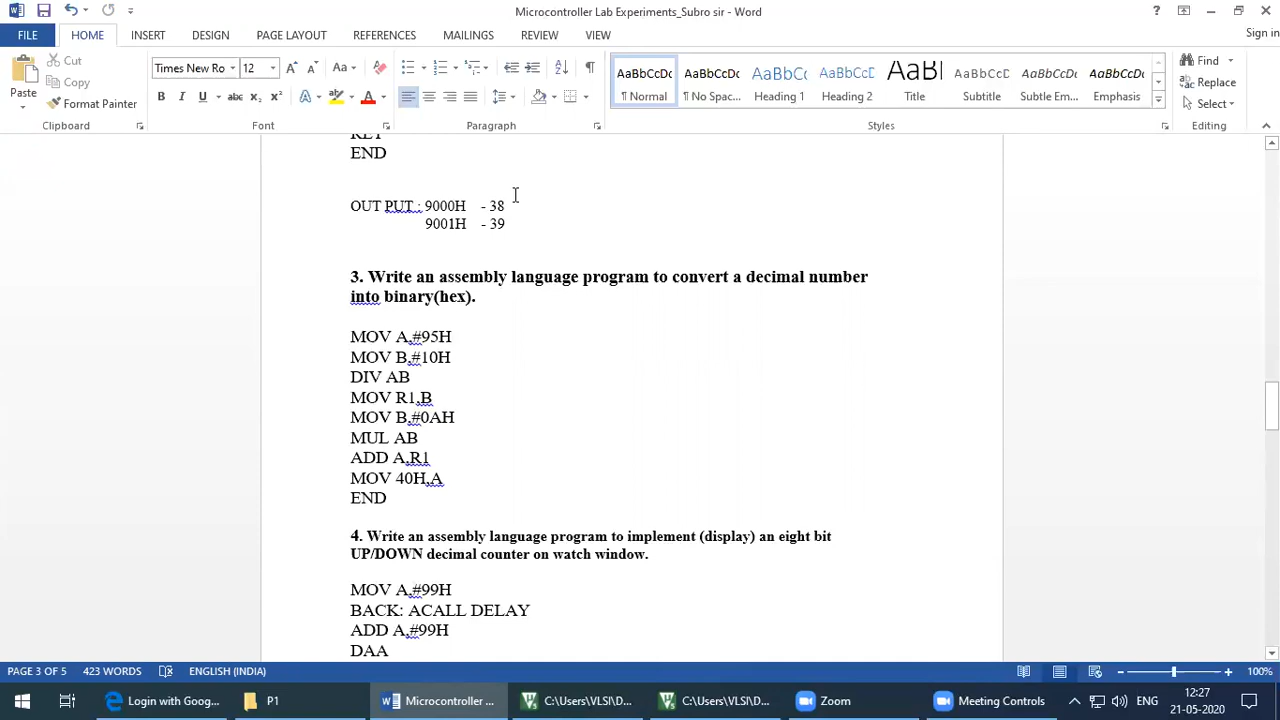 Microcontroller Lab Experiments_Subro sir - Word
FILE HOME INSERT DESIGN PAGE LAYOUT REFERENCES MAILINGS REVIEW VIEW Sign in
Paste
Cut
Copy
Format Painter
Clipboard
Times New Ro 12
Font
Paragraph
AaBbCcDc AaBbCcDc AaBbCc AaBbCcD AaBl AaBbCcD AaBbCcDc AaBbCcDc
¶ Normal ¶ No Spac... Heading 1 Heading 2 Title Subtitle Subtle Em... Emphasis
Styles
Find
Replace
Select
Editing
END
OUT PUT : 9000H - 38
9001H - 39
3. Write an assembly language program to convert a decimal number
into binary(hex).
MOV A,#95H
MOV B,#10H
DIV AB
MOV R1,B
MOV B,#0AH
MUL AB
ADD A,R1
MOV 40H,A
END
4. Write an assembly language program to implement (display) an eight bit
UP/DOWN decimal counter on watch window.
MOV A,#99H
BACK: ACALL DELAY
ADD A,#99H
DAA
PAGE 3 OF 5 423 WORDS ENGLISH (INDIA) 100%
Login with Goog... P1 Microcontroller ... C:\Users\VLSI\D... C:\Users\VLSI\D... Zoom Meeting Controls ENG
12:27
21-05-2020